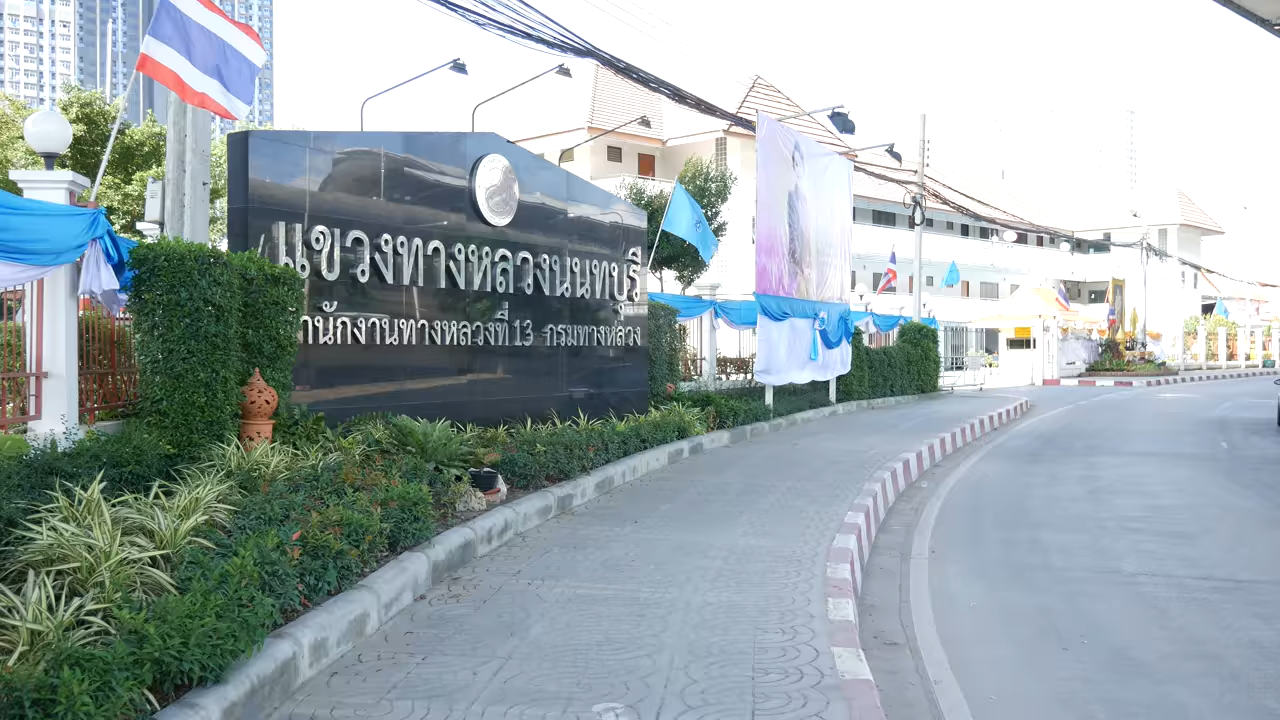 แขวงทางหลวงนนทบุรี
สำนักงานทางหลวงที่ 13 กรมทางหลวง